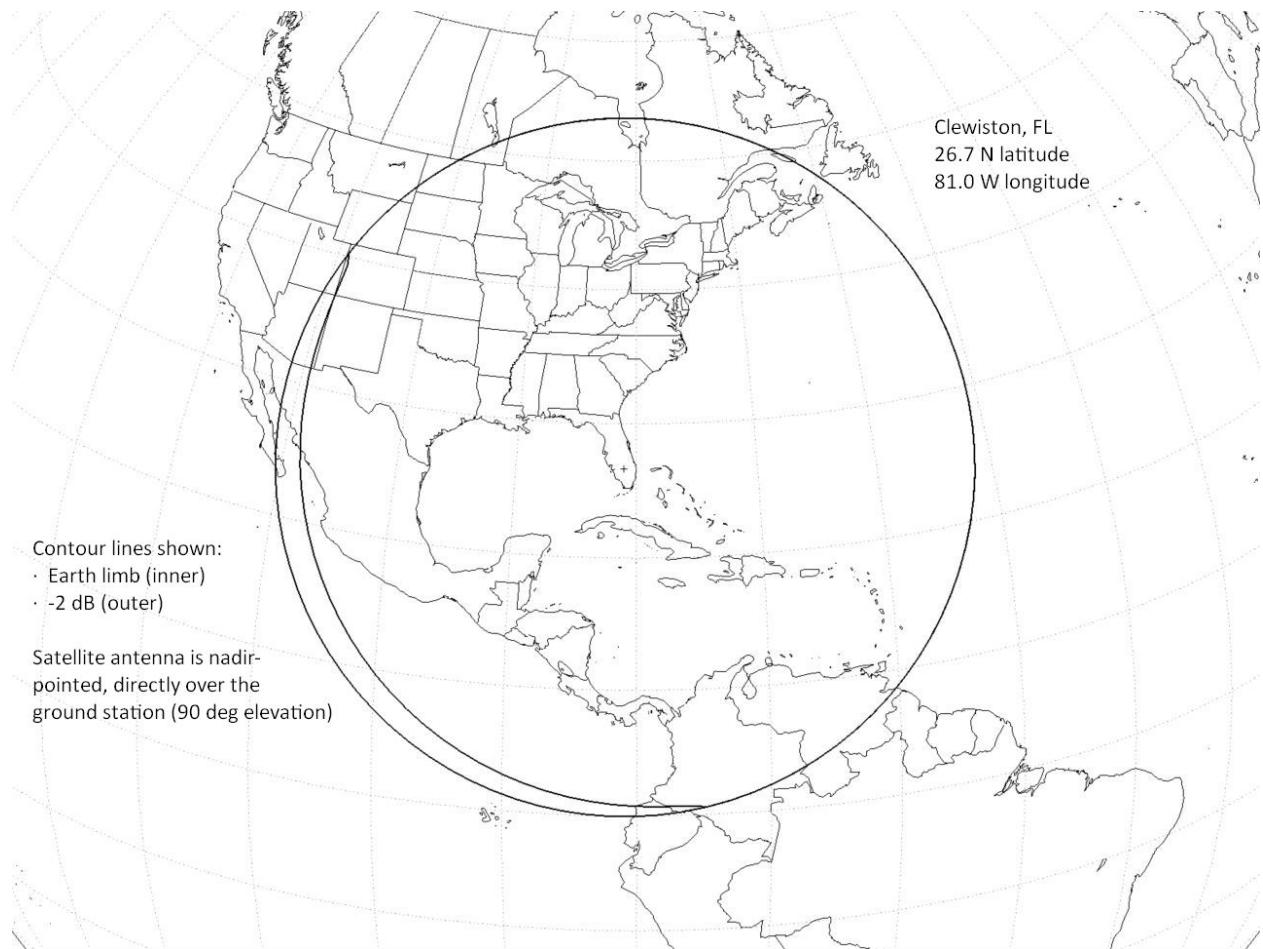 Clewiston, FL
26.7 N latitude
81.0 W longitude
Contour lines shown:
· Earth limb (inner)
· -2 dB (outer)
Satellite antenna is nadir-
pointed, directly over the
ground station (90 deg elevation)